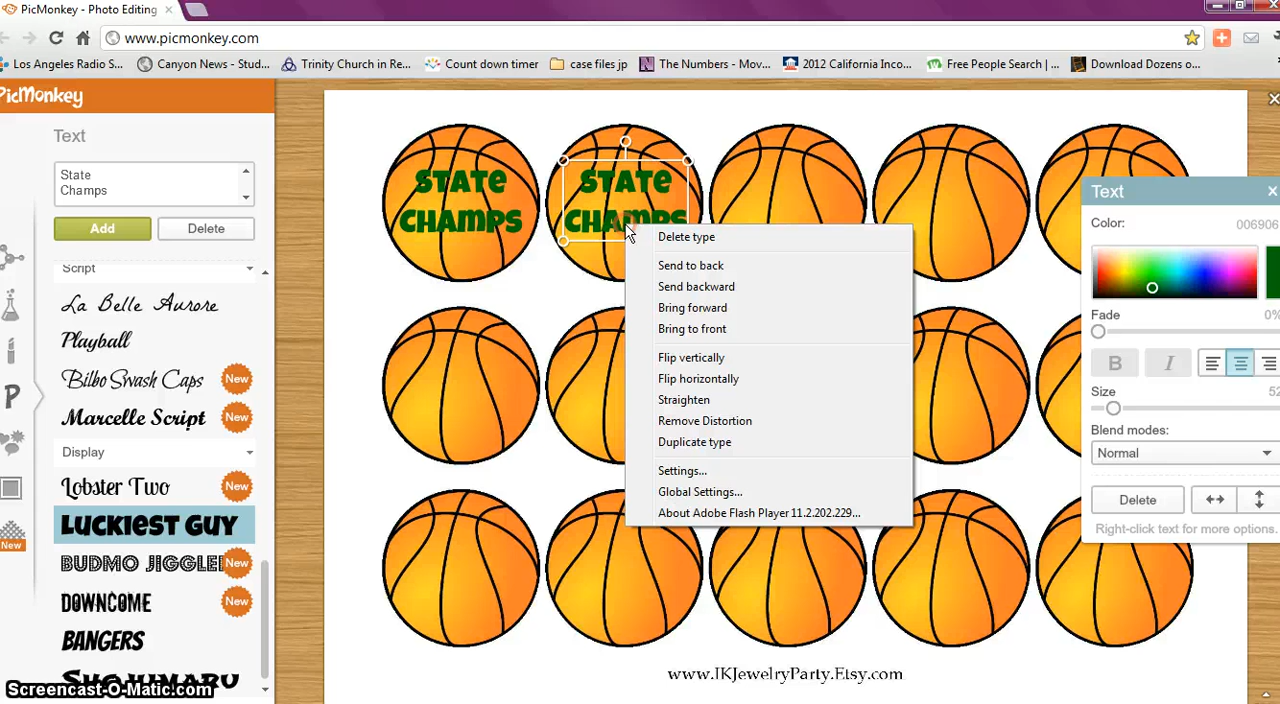 PicMonkey - Photo Editing
www.picmonkey.com
Los Angeles Radio S...
Canyon News - Stud...
Trinity Church in Re...
Count down timer
case files jp
The Numbers - Mov...
2012 California Inco...
Free People Search | ...
Download Dozens o...
PicMonkey
Text
State
Champs
Add
Delete
Script
La Belle Aurore
Playball
Bilbo Swash Caps
New
Marcelle Script
New
Display
Lobster Two
New
Luckiest Guy
BUDMO JIGGLER
New
DOWNCOME
New
BANGERS
New
Screencast-O-Matic.com
STATE
CHAMPS
STATE
CHAMPS
Delete type
Send to back
Send backward
Bring forward
Bring to front
Flip vertically
Flip horizontally
Straighten
Remove Distortion
Duplicate type
Settings...
Global Settings...
About Adobe Flash Player 11.2.202.229...
www.JKJewelryParty.Etsy.com
Text
Color:
006906
Fade
0%
B
I
Size
52
Blend modes:
Normal
Delete
Right-click text for more options.